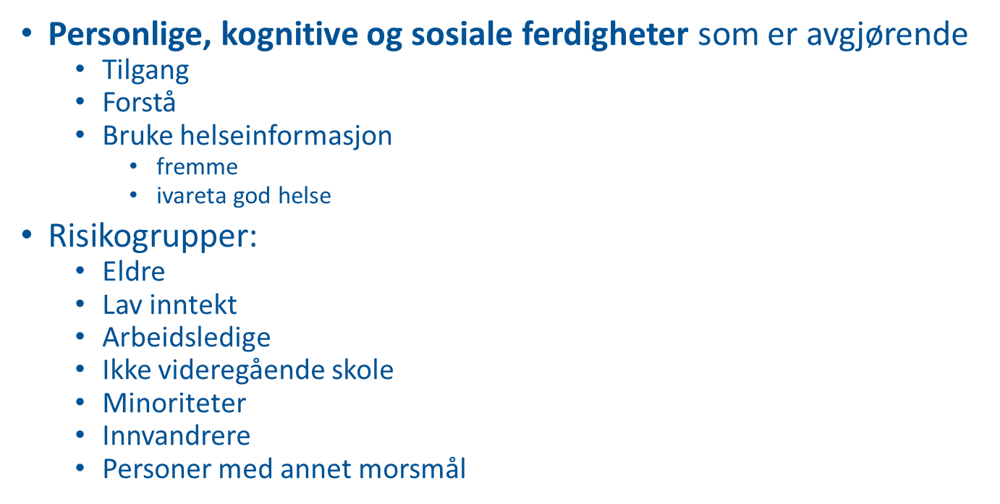 • Personlige, kognitive og sosiale ferdigheter som er avgjørende
• Tilgang
• Forstå
• Bruke helseinformasjon
• fremme
• ivareta god helse
• Risikogrupper:
• Eldre
• Lav inntekt
• Arbeidsledige
• Ikke videregående skole
• Minoriteter
• Innvandrere
• Personer med annet morsmål